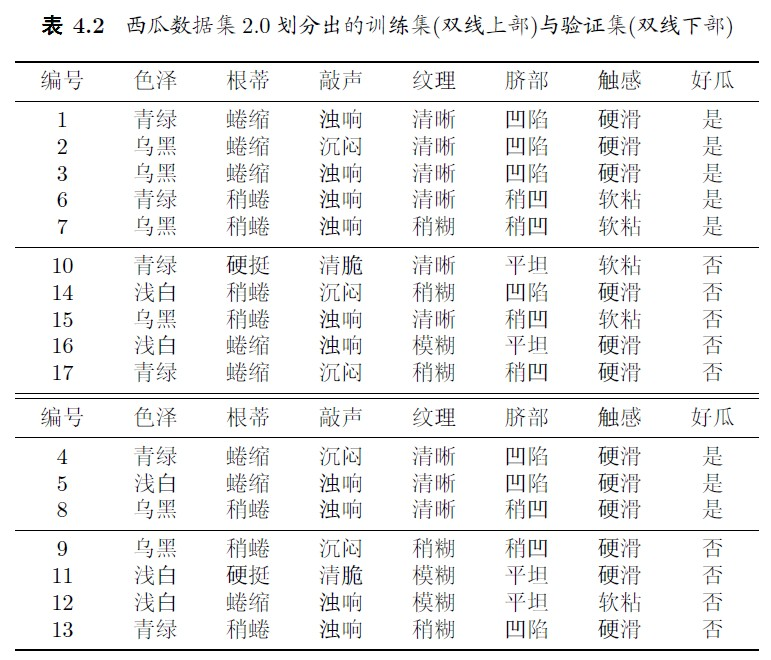 表 4.2 西瓜数据集 2.0 划分出的训练集(双线上部)与验证集(双线下部)
编号 色泽 根蒂 敲声 纹理 脐部 触感 好瓜
1 青绿 蜷缩 浊响 清晰 凹陷 硬滑 是
2 乌黑 蜷缩 沉闷 清晰 凹陷 硬滑 是
3 乌黑 蜷缩 浊响 清晰 凹陷 硬滑 是
6 青绿 稍蜷 浊响 清晰 稍凹 软粘 是
7 乌黑 稍蜷 浊响 稍糊 稍凹 软粘 是
10 青绿 硬挺 清脆 清晰 平坦 软粘 否
14 浅白 稍蜷 沉闷 稍糊 凹陷 硬滑 否
15 乌黑 稍蜷 浊响 清晰 稍凹 软粘 否
16 浅白 蜷缩 浊响 模糊 平坦 硬滑 否
17 青绿 蜷缩 沉闷 稍糊 稍凹 硬滑 否
编号 色泽 根蒂 敲声 纹理 脐部 触感 好瓜
4 青绿 蜷缩 沉闷 清晰 凹陷 硬滑 是
5 浅白 蜷缩 浊响 清晰 凹陷 硬滑 是
8 乌黑 稍蜷 浊响 清晰 稍凹 硬滑 是
9 乌黑 稍蜷 沉闷 稍糊 稍凹 硬滑 否
11 浅白 硬挺 清脆 模糊 平坦 硬滑 否
12 浅白 蜷缩 浊响 模糊 平坦 软粘 否
13 青绿 稍蜷 浊响 稍糊 凹陷 硬滑 否